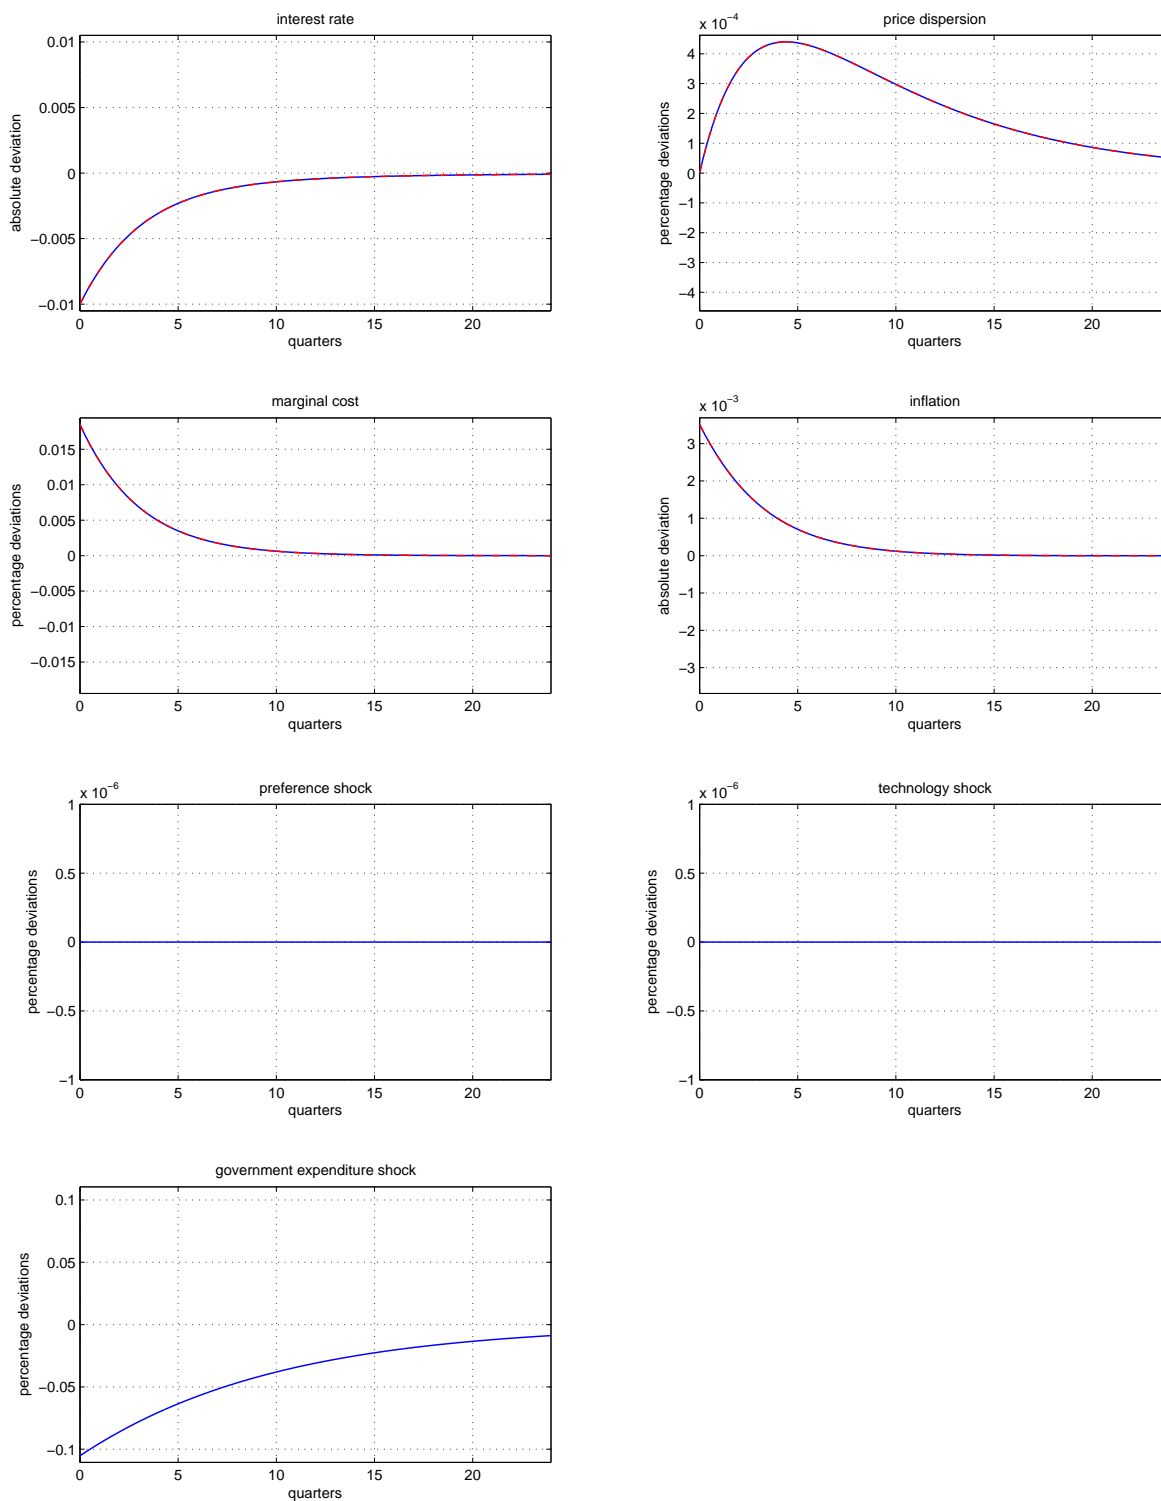 interest rate
absolute deviation
0.01
0.005
0
−0.005
−0.01
0 5 10 15 20
quarters
price dispersion
x 10−4
percentage deviations
4
3
2
1
0
−1
−2
−3
−4
0 5 10 15 20
quarters
marginal cost
percentage deviations
0.015
0.01
0.005
0
−0.005
−0.01
−0.015
0 5 10 15 20
quarters
inflation
x 10−3
absolute deviation
3
2
1
0
−1
−2
−3
0 5 10 15 20
quarters
preference shock
x 10−6
percentage deviations
1
0.5
0
−0.5
−1
0 5 10 15 20
quarters
technology shock
x 10−6
percentage deviations
1
0.5
0
−0.5
−1
0 5 10 15 20
quarters
government expenditure shock
percentage deviations
0.1
0.05
0
−0.05
−0.1
0 5 10 15 20
quarters